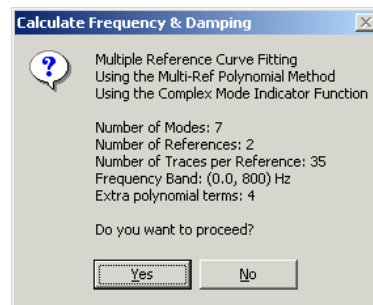 Calculate Frequency & Damping
Multiple Reference Curve Fitting
Using the Multi-Ref Polynomial Method
Using the Complex Mode Indicator Function
Number of Modes: 7
Number of References: 2
Number of Traces per Reference: 35
Frequency Band: (0.0, 800) Hz
Extra polynomial terms: 4
Do you want to proceed?
Yes No